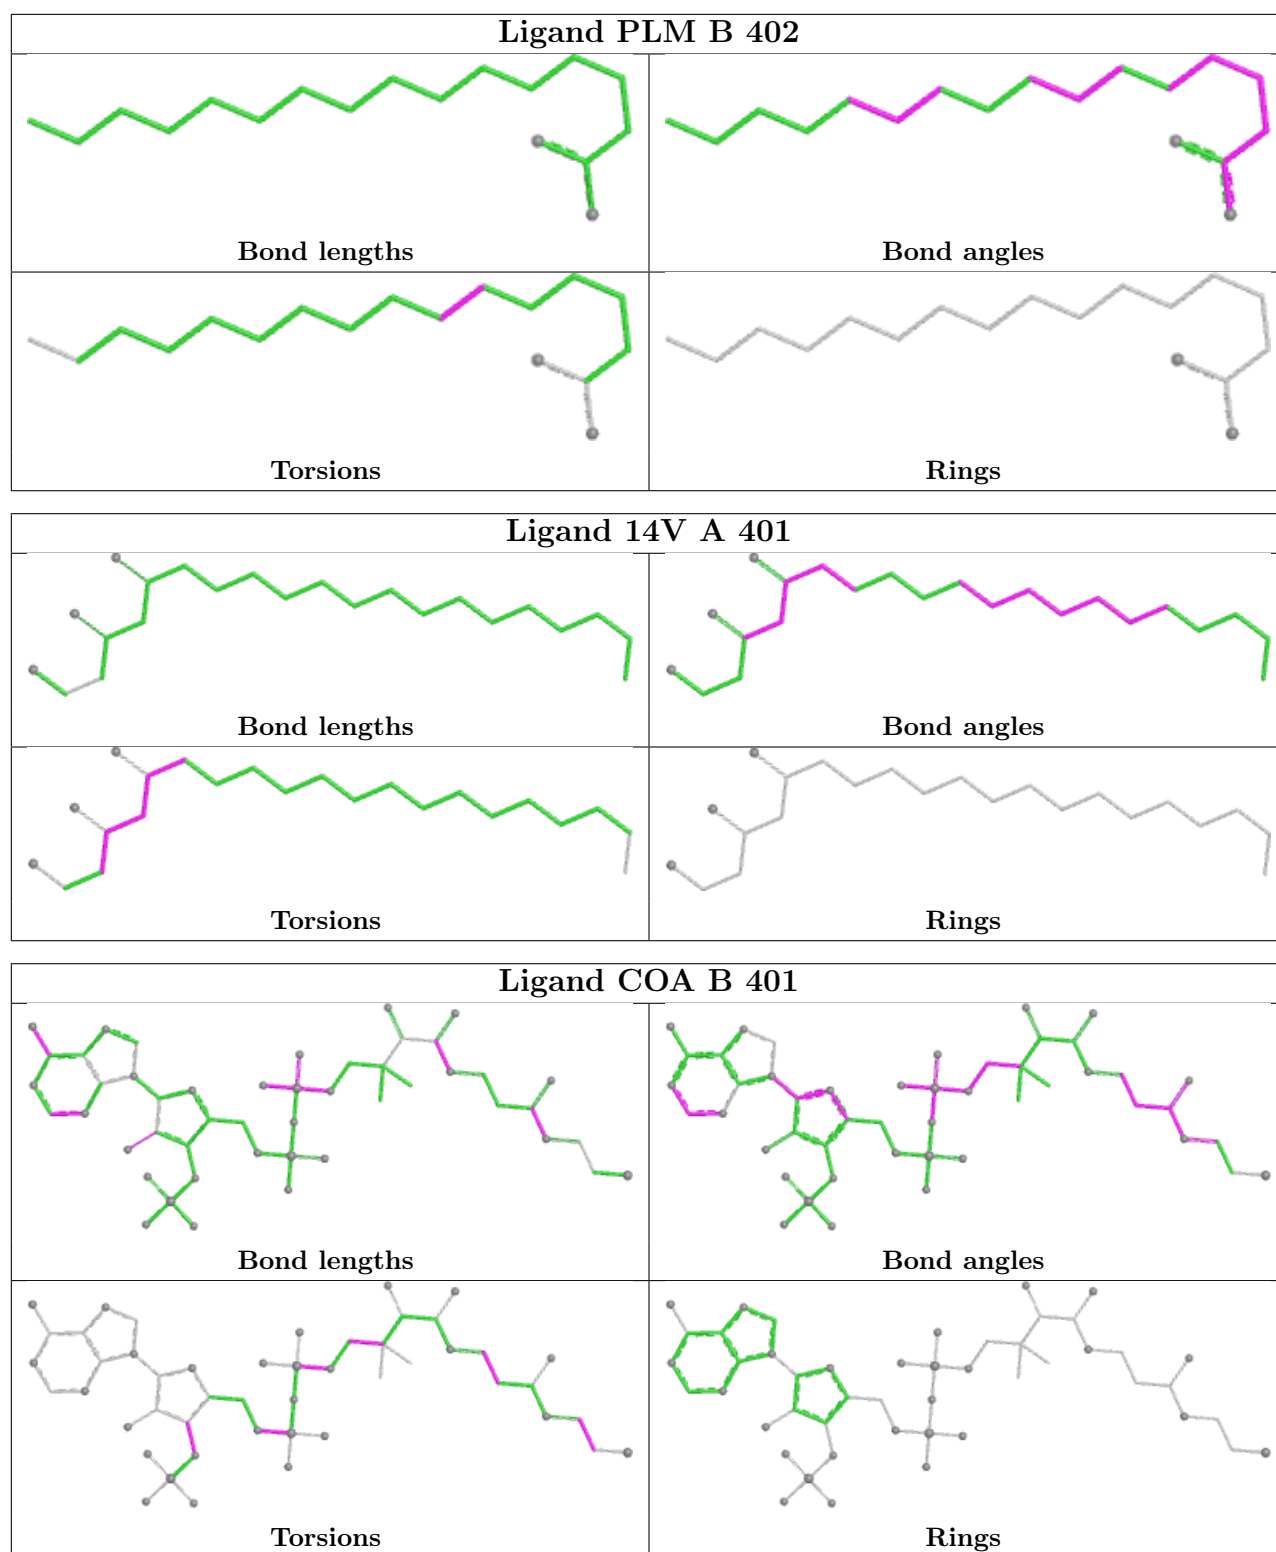 Ligand PLM B 402
Bond lengths
Bond angles
Torsions
Rings
Ligand 14V A 401
Bond lengths
Bond angles
Torsions
Rings
Ligand COA B 401
Bond lengths
Bond angles
Torsions
Rings